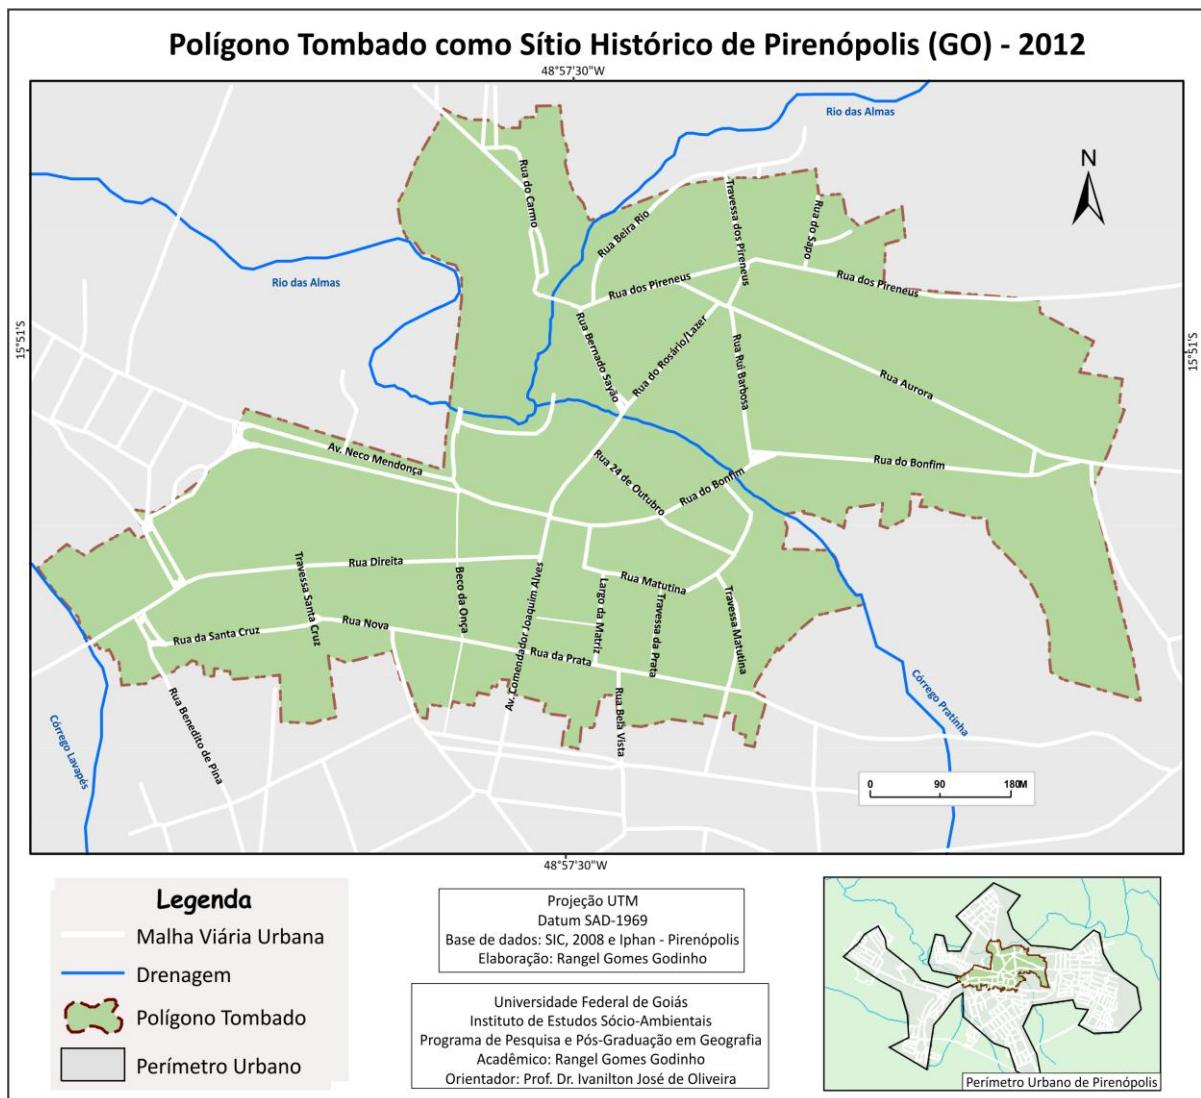 Polígono Tombado como Sítio Histórico de Pirenópolis (GO) - 2012
48°57'30"W
Rio das Almas
N
Rua do Carmo
Rua Beira Rio
Travessa dos Pireneus
Rua do Sapo
Rio das Almas
Rua dos Pireneus
Rua dos Pireneus
15°51'S
15°51'S
Rua Bernado Sayão
Rua do Rosário/Lazer
Rua Rui Barbosa
Rua Aurora
Av. Neco Mendonça
Rua 24 de Outubro
Rua do Bonfim
Rua do Bonfim
Rua Direita
Travessa Santa Cruz
Beco da Onça
Av. Comendador Joaquim Alves
Largo da Matriz
Rua Matutina
Travessa da Prata
Travessa Matutina
Rua da Santa Cruz
Rua Nova
Rua da Prata
Rua Bela Vista
Rua Benedito de Pina
Córrego Lavapés
Córrego Pratinha
0 90 180M
48°57'30"W
Legenda
Malha Viária Urbana
Drenagem
Polígono Tombado
Perímetro Urbano
Projeção UTM
Datum SAD-1969
Base de dados: SIC, 2008 e Iphan - Pirenópolis
Elaboração: Rangel Gomes Godinho
Universidade Federal de Goiás
Instituto de Estudos Sócio-Ambientais
Programa de Pesquisa e Pós-Graduação em Geografia
Acadêmico: Rangel Gomes Godinho
Orientador: Prof. Dr. Ivanilton José de Oliveira
Perímetro Urbano de Pirenópolis